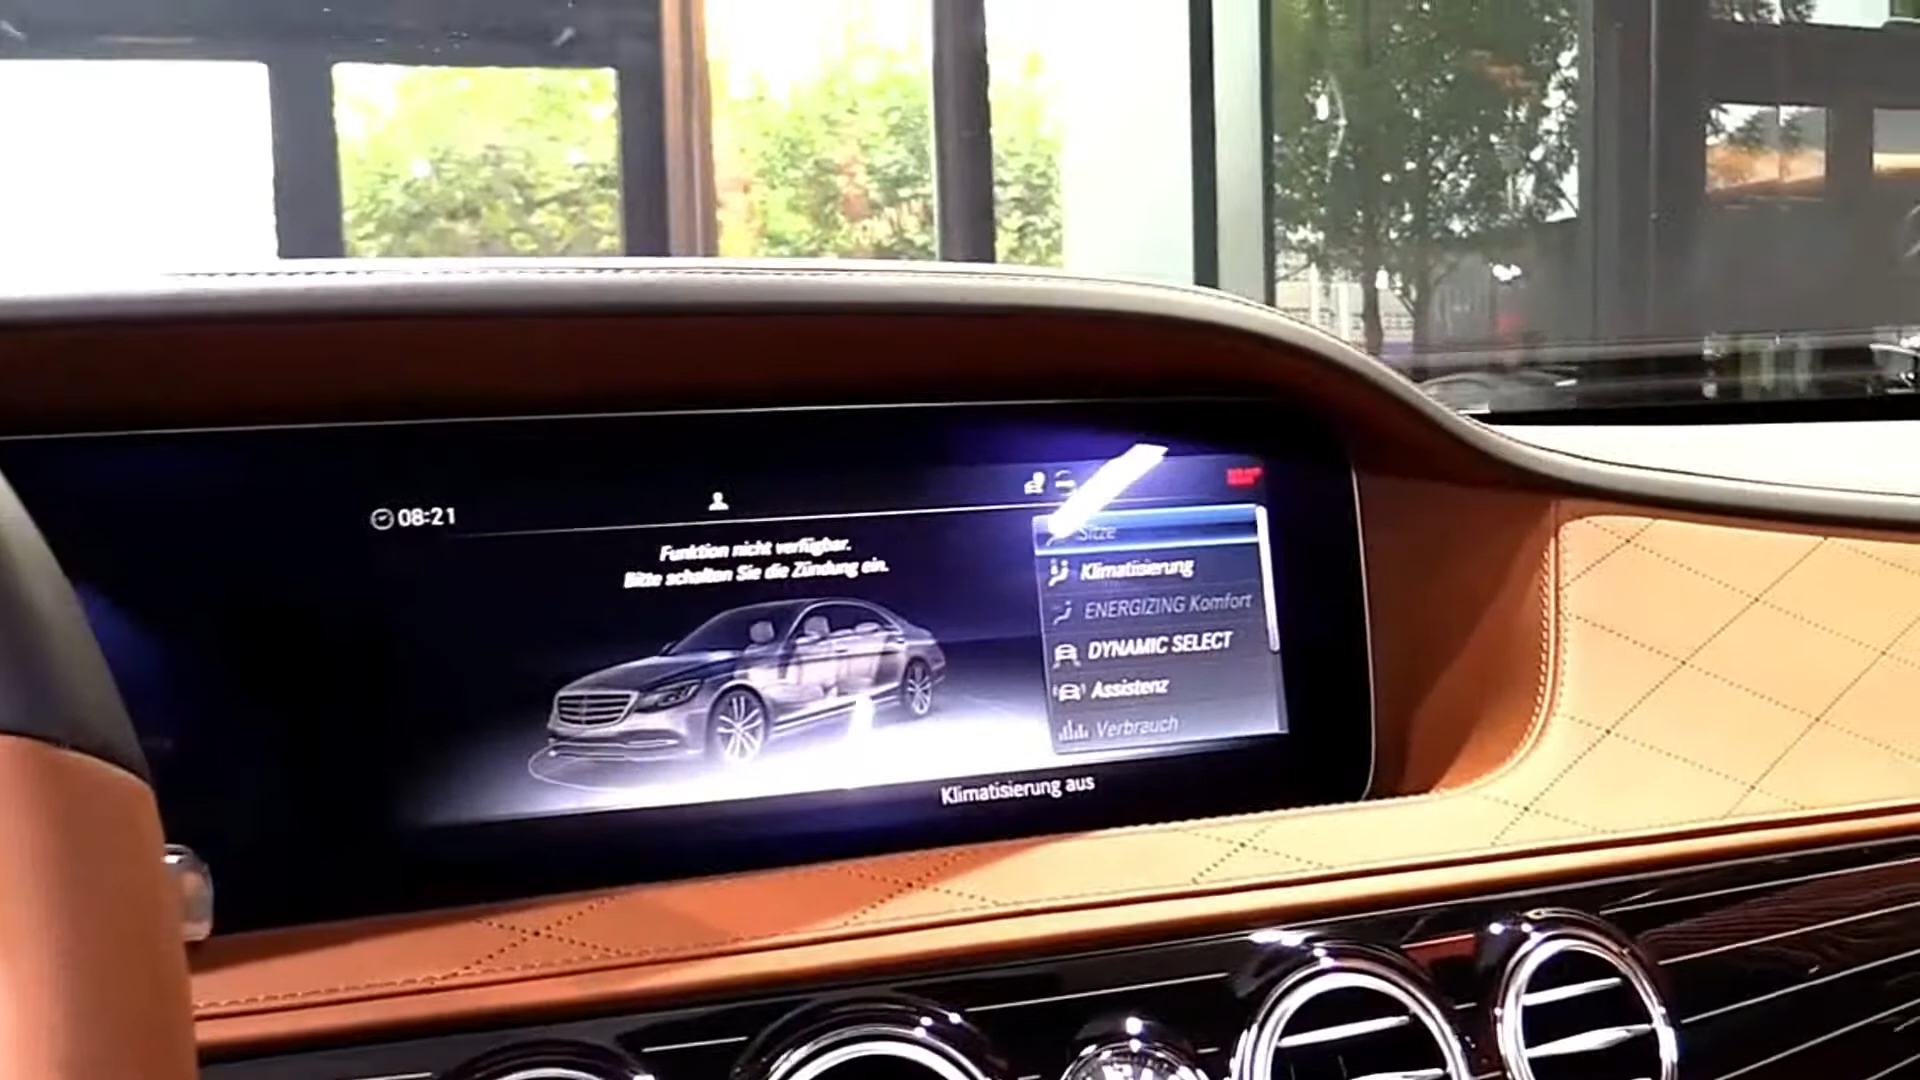 08:21
Funktion nicht verfügbar.
Bitte schalten Sie die Zündung ein.
Sitze
Klimatisierung
ENERGIZING Komfort
DYNAMIC SELECT
Assistenz
Verbrauch
Klimatisierung aus